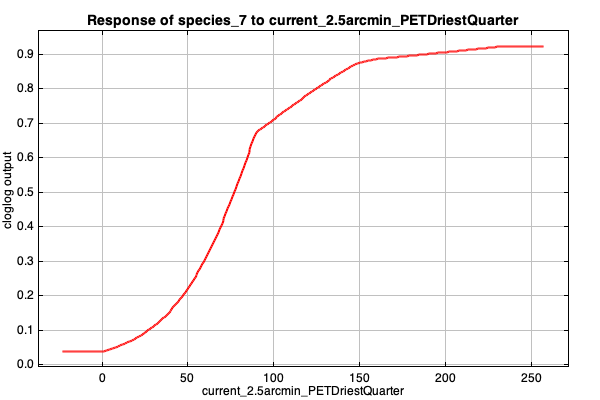 Response of species_7 to current_2.5arcmin_PETDriestQuarter
cloglog output
0.9
0.8
0.7
0.6
0.5
0.4
0.3
0.2
0.1
0.0
0 50 100 150 200 250
current_2.5arcmin_PETDriestQuarter